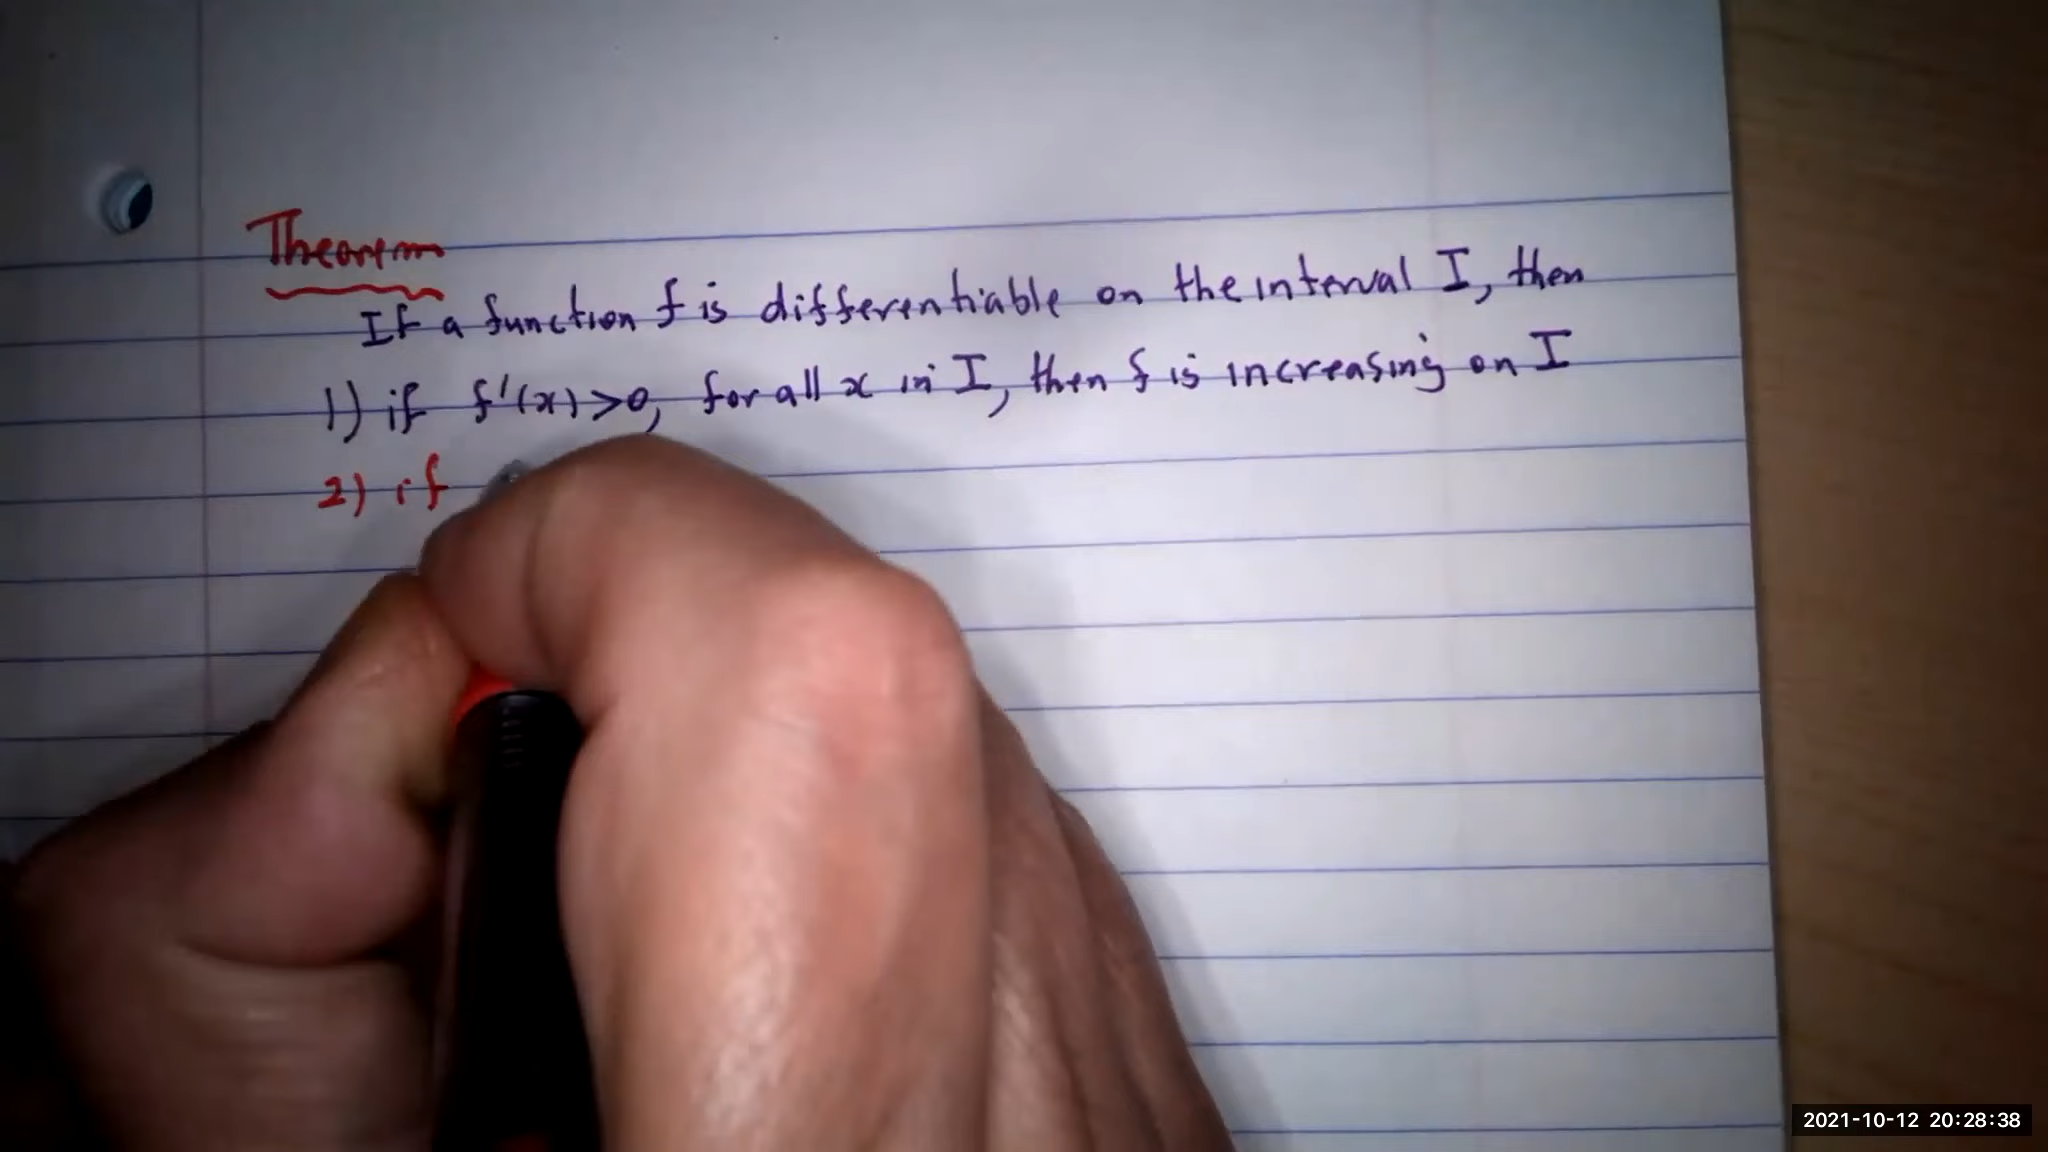 Theorem
If a function f is differentiable on the interval I, then
1) if f'(x)>0, for all x in I, then f is increasing on I
2) if
2021-10-12 20:28:38